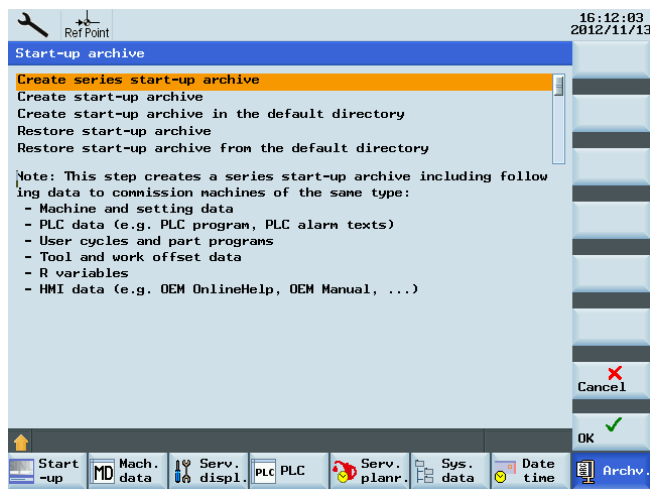 Ref Point
16:12:03
2012/11/13
Start-up archive
Create series start-up archive
Create start-up archive
Create start-up archive in the default directory
Restore start-up archive
Restore start-up archive from the default directory
Note: This step creates a series start-up archive including follow
ing data to commission machines of the same type:
- Machine and setting data
- PLC data (e.g. PLC program, PLC alarm texts)
- User cycles and part programs
- Tool and work offset data
- R variables
- HMI data (e.g. OEM OnlineHelp, OEM Manual, ...)
Cancel
OK
Start
-up
MD Mach.
data
Serv.
displ.
PLC PLC
Serv.
planr.
Sys.
data
Date
time
Archv.